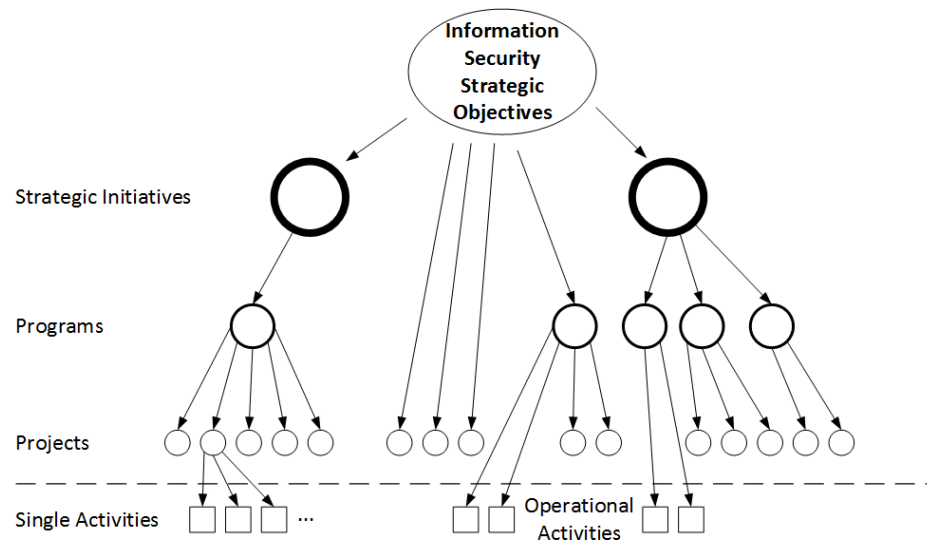 Information
Security
Strategic
Objectives
Strategic Initiatives
Programs
Projects
Single Activities
...
Operational
Activities